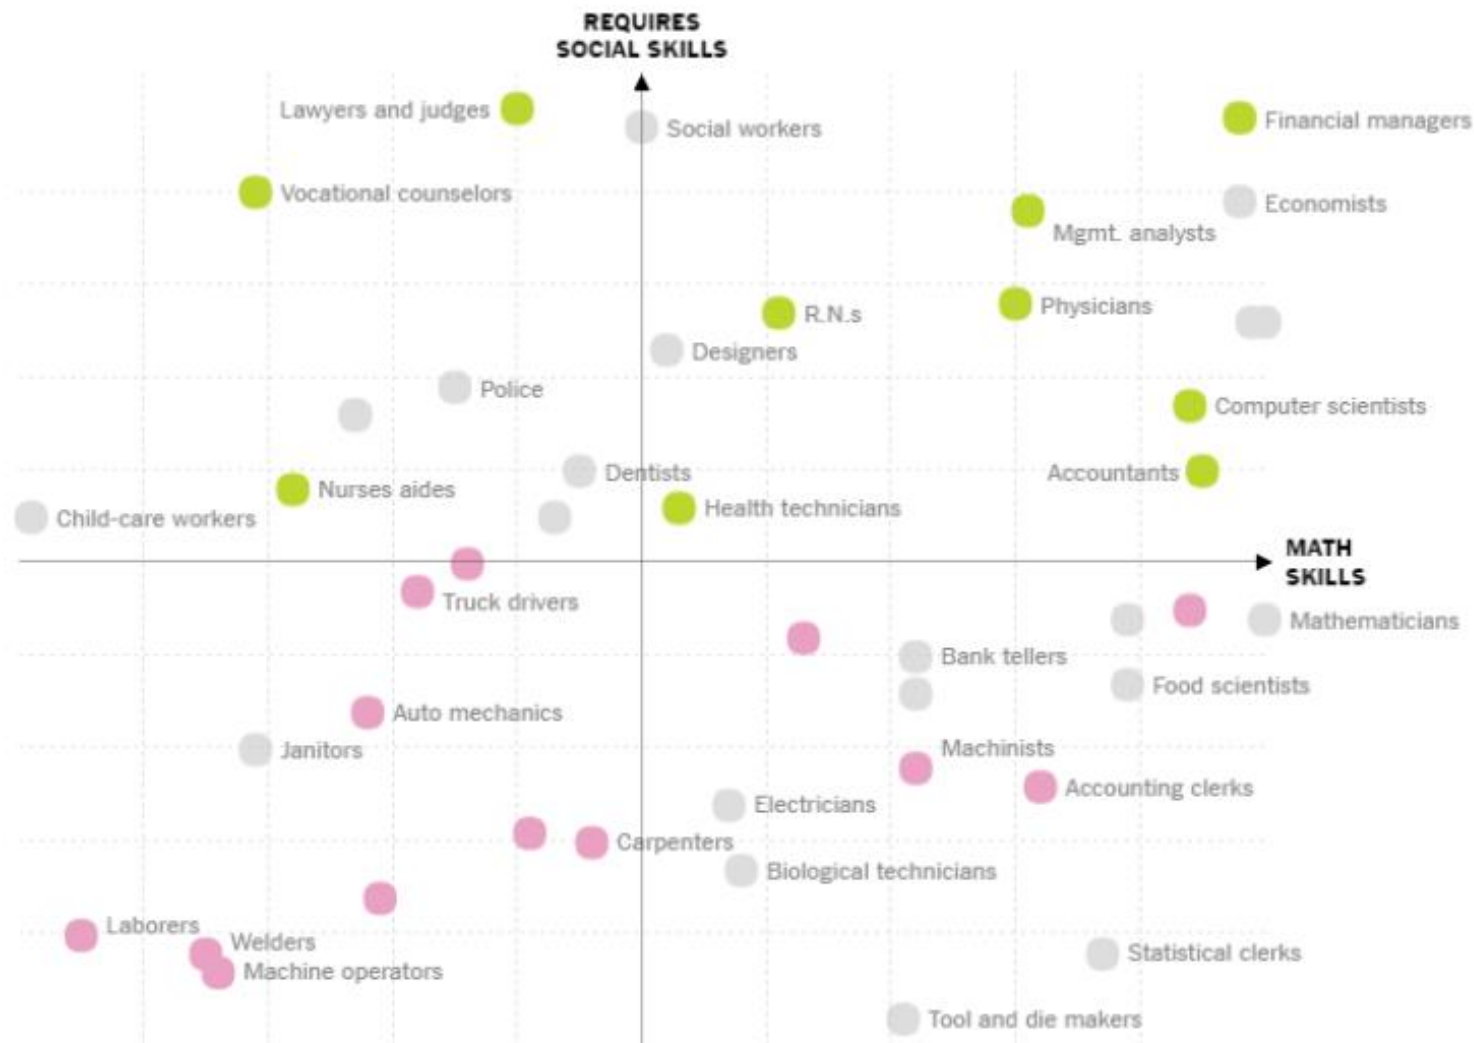 REQUIRES
SOCIAL SKILLS
Lawyers and judges
Financial managers
Social workers
Vocational counselors
Economists
Mgmt. analysts
Physicians
R.N.s
Designers
Police
Computer scientists
Dentists
Accountants
Nurses aides
Health technicians
Child-care workers
MATH
SKILLS
Truck drivers
Mathematicians
Bank tellers
Food scientists
Auto mechanics
Machinists
Janitors
Accounting clerks
Electricians
Carpenters
Biological technicians
Laborers
Welders
Statistical clerks
Machine operators
Tool and die makers